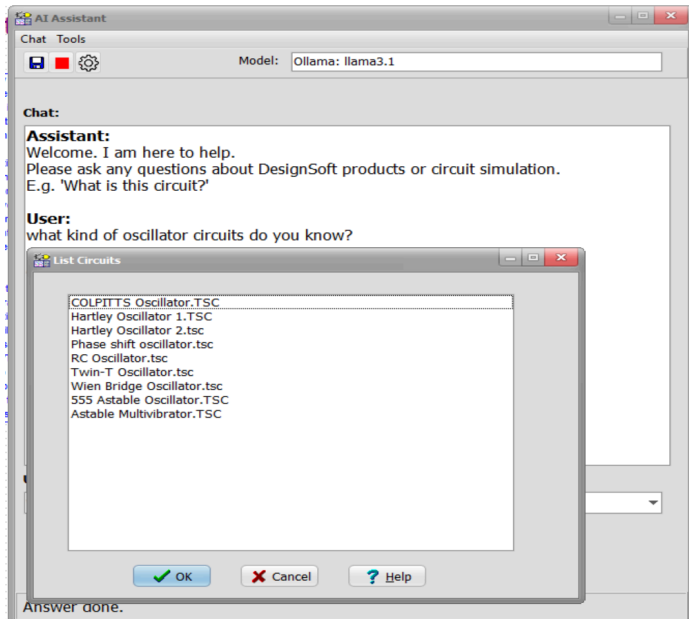 AI Assistant
Chat Tools
Model: Ollama: llama3.1
Chat:
Assistant:
Welcome. I am here to help.
Please ask any questions about DesignSoft products or circuit simulation.
E.g. 'What is this circuit?'
User:
what kind of oscillator circuits do you know?
List Circuits
COLPITTS Oscillator.TSC
Hartley Oscillator 1.TSC
Hartley Oscillator 2.tsc
Phase shift oscillator.tsc
RC Oscillator.tsc
Twin-T Oscillator.tsc
Wien Bridge Oscillator.tsc
555 Astable Oscillator.TSC
Astable Multivibrator.TSC
OK Cancel Help
Answer done.